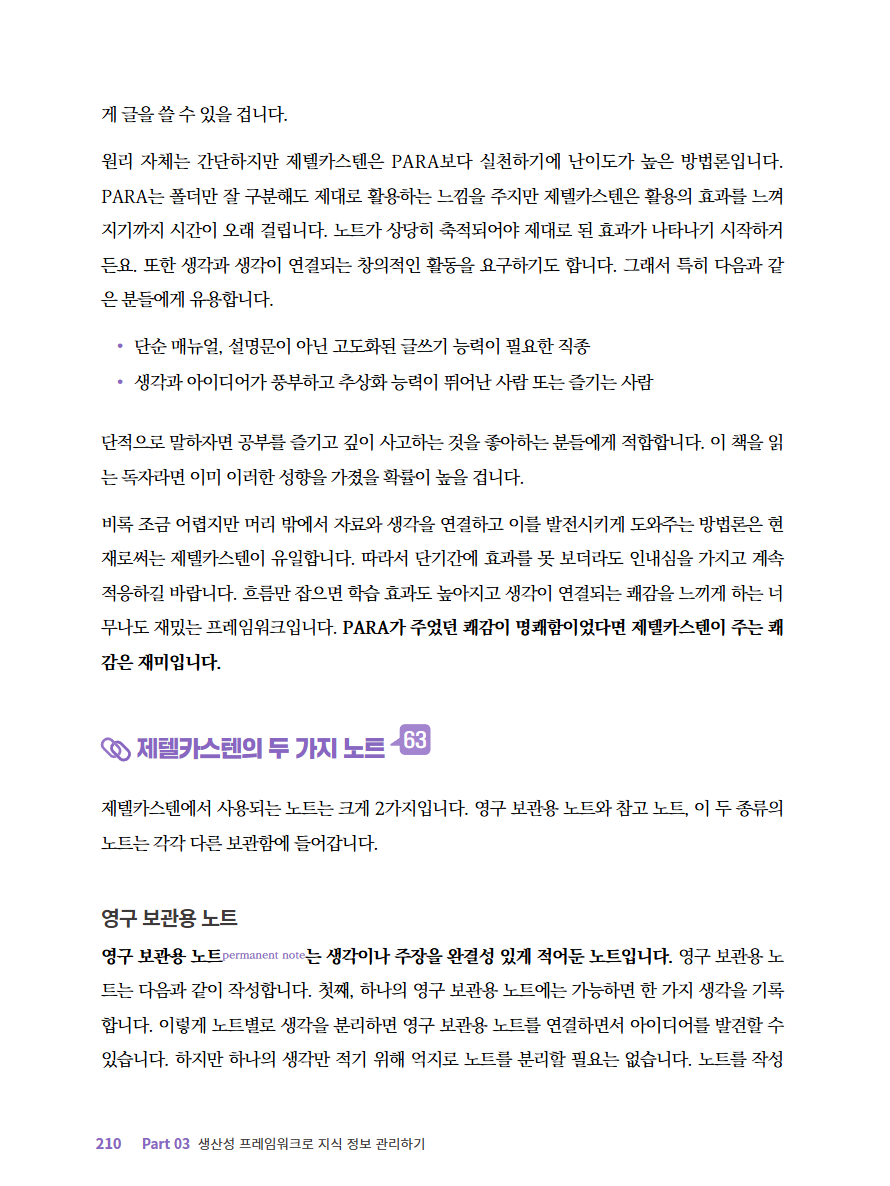 게 글을 쓸 수 있을 겁니다.
원리 자체는 간단하지만 제텔카스텐은 PARA보다 실천하기에 난이도가 높은 방법론입니다.
PARA는 폴더만 잘 구분해도 제대로 활용하는 느낌을 주지만 제텔카스텐은 활용의 효과를 느껴
지기까지 시간이 오래 걸립니다. 노트가 상당히 축적되어야 제대로 된 효과가 나타나기 시작하거
든요. 또한 생각과 생각이 연결되는 창의적인 활동을 요구하기도 합니다. 그래서 특히 다음과 같
은 분들에게 유용합니다.
• 단순 매뉴얼, 설명문이 아닌 고도화된 글쓰기 능력이 필요한 직종
• 생각과 아이디어가 풍부하고 추상화 능력이 뛰어난 사람 또는 즐기는 사람
단적으로 말하자면 공부를 즐기고 깊이 사고하는 것을 좋아하는 분들에게 적합합니다. 이 책을 읽
는 독자라면 이미 이러한 성향을 가졌을 확률이 높을 겁니다.
비록 조금 어렵지만 머리 밖에서 자료와 생각을 연결하고 이를 발전시키게 도와주는 방법론은 현
재로써는 제텔카스텐이 유일합니다. 따라서 단기간에 효과를 못 보더라도 인내심을 가지고 계속
적응하길 바랍니다. 흐름만 잡으면 학습 효과도 높아지고 생각이 연결되는 쾌감을 느끼게 하는 너
무나도 재밌는 프레임워크입니다. PARA가 주었던 쾌감이 명쾌함이었다면 제텔카스텐이 주는 쾌
감은 재미입니다.
제텔카스텐의 두 가지 노트 63
제텔카스텐에서 사용되는 노트는 크게 2가지입니다. 영구 보관용 노트와 참고 노트, 이 두 종류의
노트는 각각 다른 보관함에 들어갑니다.
영구 보관용 노트
영구 보관용 노트permanent note는 생각이나 주장을 완결성 있게 적어둔 노트입니다. 영구 보관용 노
트는 다음과 같이 작성합니다. 첫째, 하나의 영구 보관용 노트에는 가능하면 한 가지 생각을 기록
합니다. 이렇게 노트별로 생각을 분리하면 영구 보관용 노트를 연결하면서 아이디어를 발견할 수
있습니다. 하지만 하나의 생각만 적기 위해 억지로 노트를 분리할 필요는 없습니다. 노트를 작성
210 Part 03 생산성 프레임워크로 지식 정보 관리하기